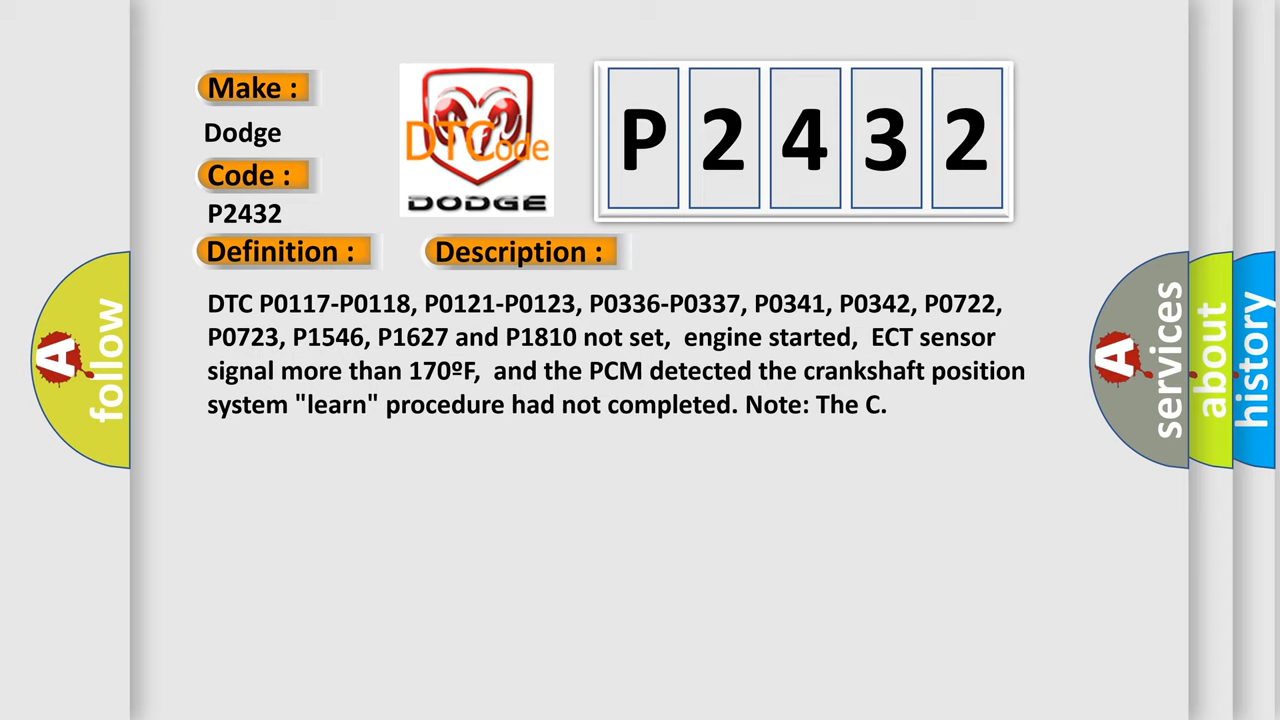 Make :
Dodge
Code :
P2432
Definition :
Description :
DTC Code
DODGE
P 2 4 3 2
DTC P0117-P0118, P0121-P0123, P0336-P0337, P0341, P0342, P0722,
P0723, P1546, P1627 and P1810 not set,  engine started,  ECT sensor
signal more than 170ºF,  and the PCM detected the crankshaft position
system "learn" procedure had not completed. Note: The C.
A
follow
A
services
about
history